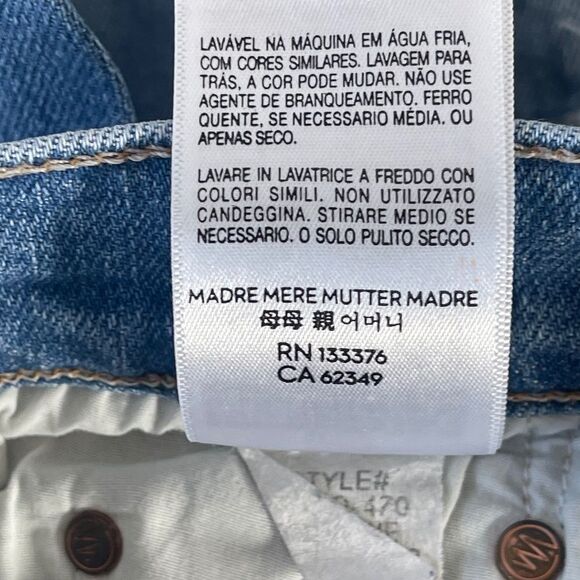 LAVÁVEL NA MÁQUINA EM ÁGUA FRIA,
COM CORES SIMILARES. LAVAGEM PARA
TRÁS, A COR PODE MUDAR. NÃO USE
AGENTE DE BRANQUEAMENTO. FERRO
QUENTE, SE NECESSARIO MÉDIA. OU
APENAS SECO.
LAVARE IN LAVATRICE A FREDDO CON
COLORI SIMILI. NON UTILIZZATO
CANDEGGINA. STIRARE MEDIO SE
NECESSARIO. O SOLO PULITO SECCO.
MADRE MERE MUTTER MADRE
母母 親 어머니
RN 133376
CA 62349
STYLE#
470